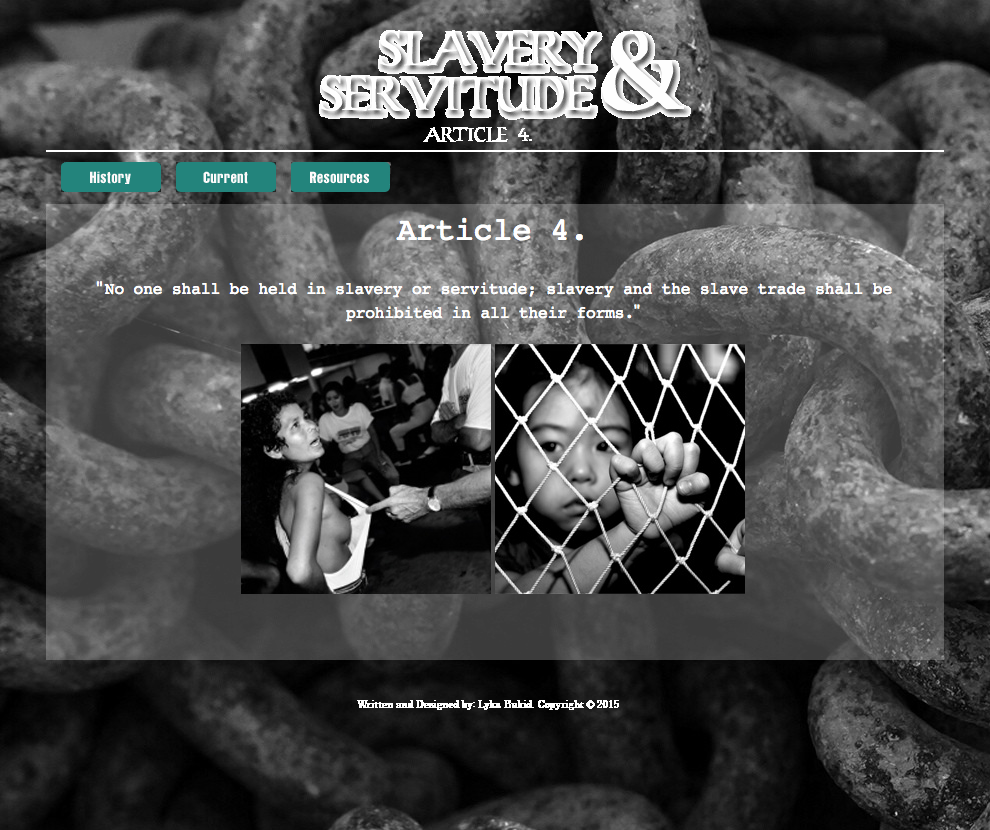 SLAVERY &
SERVITUDE
ARTICLE 4.
History Current Resources
Article 4.
"No one shall be held in slavery or servitude; slavery and the slave trade shall be
prohibited in all their forms."
Written and Designed by: Lyka Bukid. Copyright © 2015